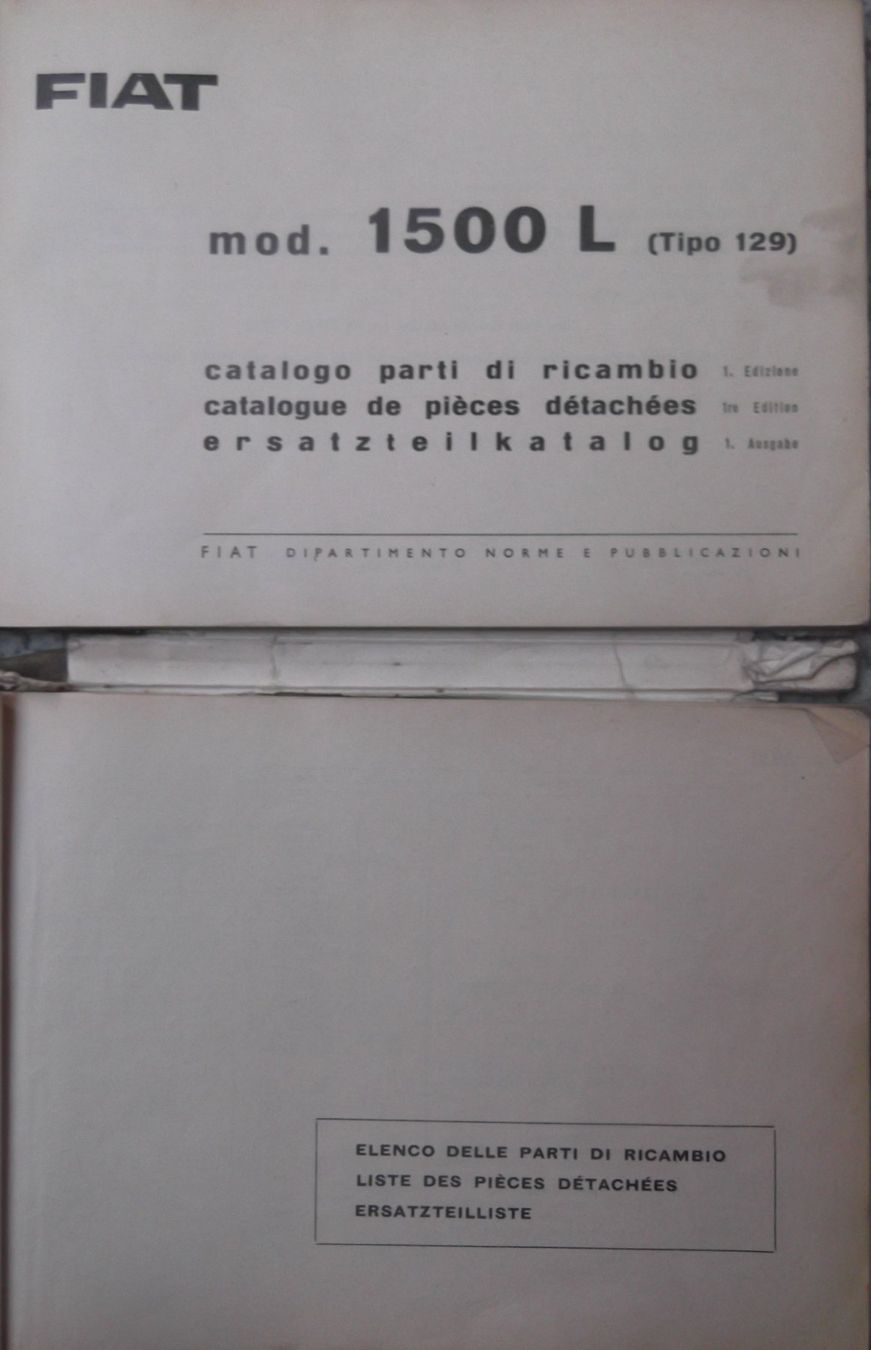 FIAT
mod. 1500 L (Tipo 129)
catalogo parti di ricambio 1. Edizione
catalogue de pièces détachées 1re Edition
ersatzteilkatalog 1. Ausgabe
FIAT DIPARTIMENTO NORME E PUBBLICAZIONI
ELENCO DELLE PARTI DI RICAMBIO
LISTE DES PIÈCES DÉTACHÉES
ERSATZTEILLISTE